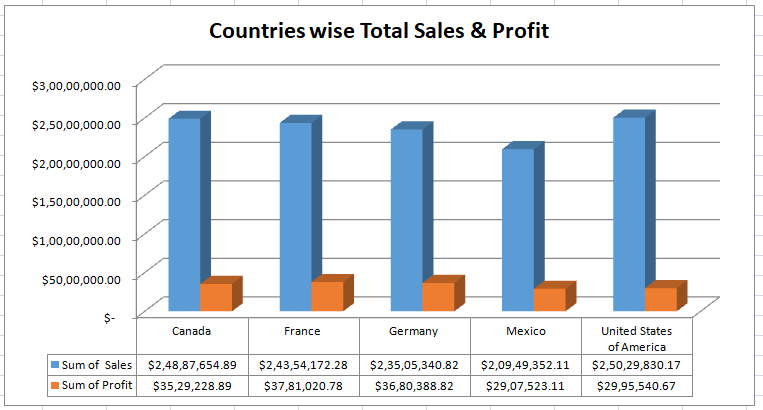 Countries wise Total Sales & Profit
$3,00,00,000.00
$2,50,00,000.00
$2,00,00,000.00
$1,50,00,000.00
$1,00,00,000.00
$50,00,000.00
$-
Canada France Germany Mexico United States
of America
Sum of Sales $2,48,87,654.89 $2,43,54,172.28 $2,35,05,340.82 $2,09,49,352.11 $2,50,29,830.17
Sum of Profit $35,29,228.89 $37,81,020.78 $36,80,388.82 $29,07,523.11 $29,95,540.67